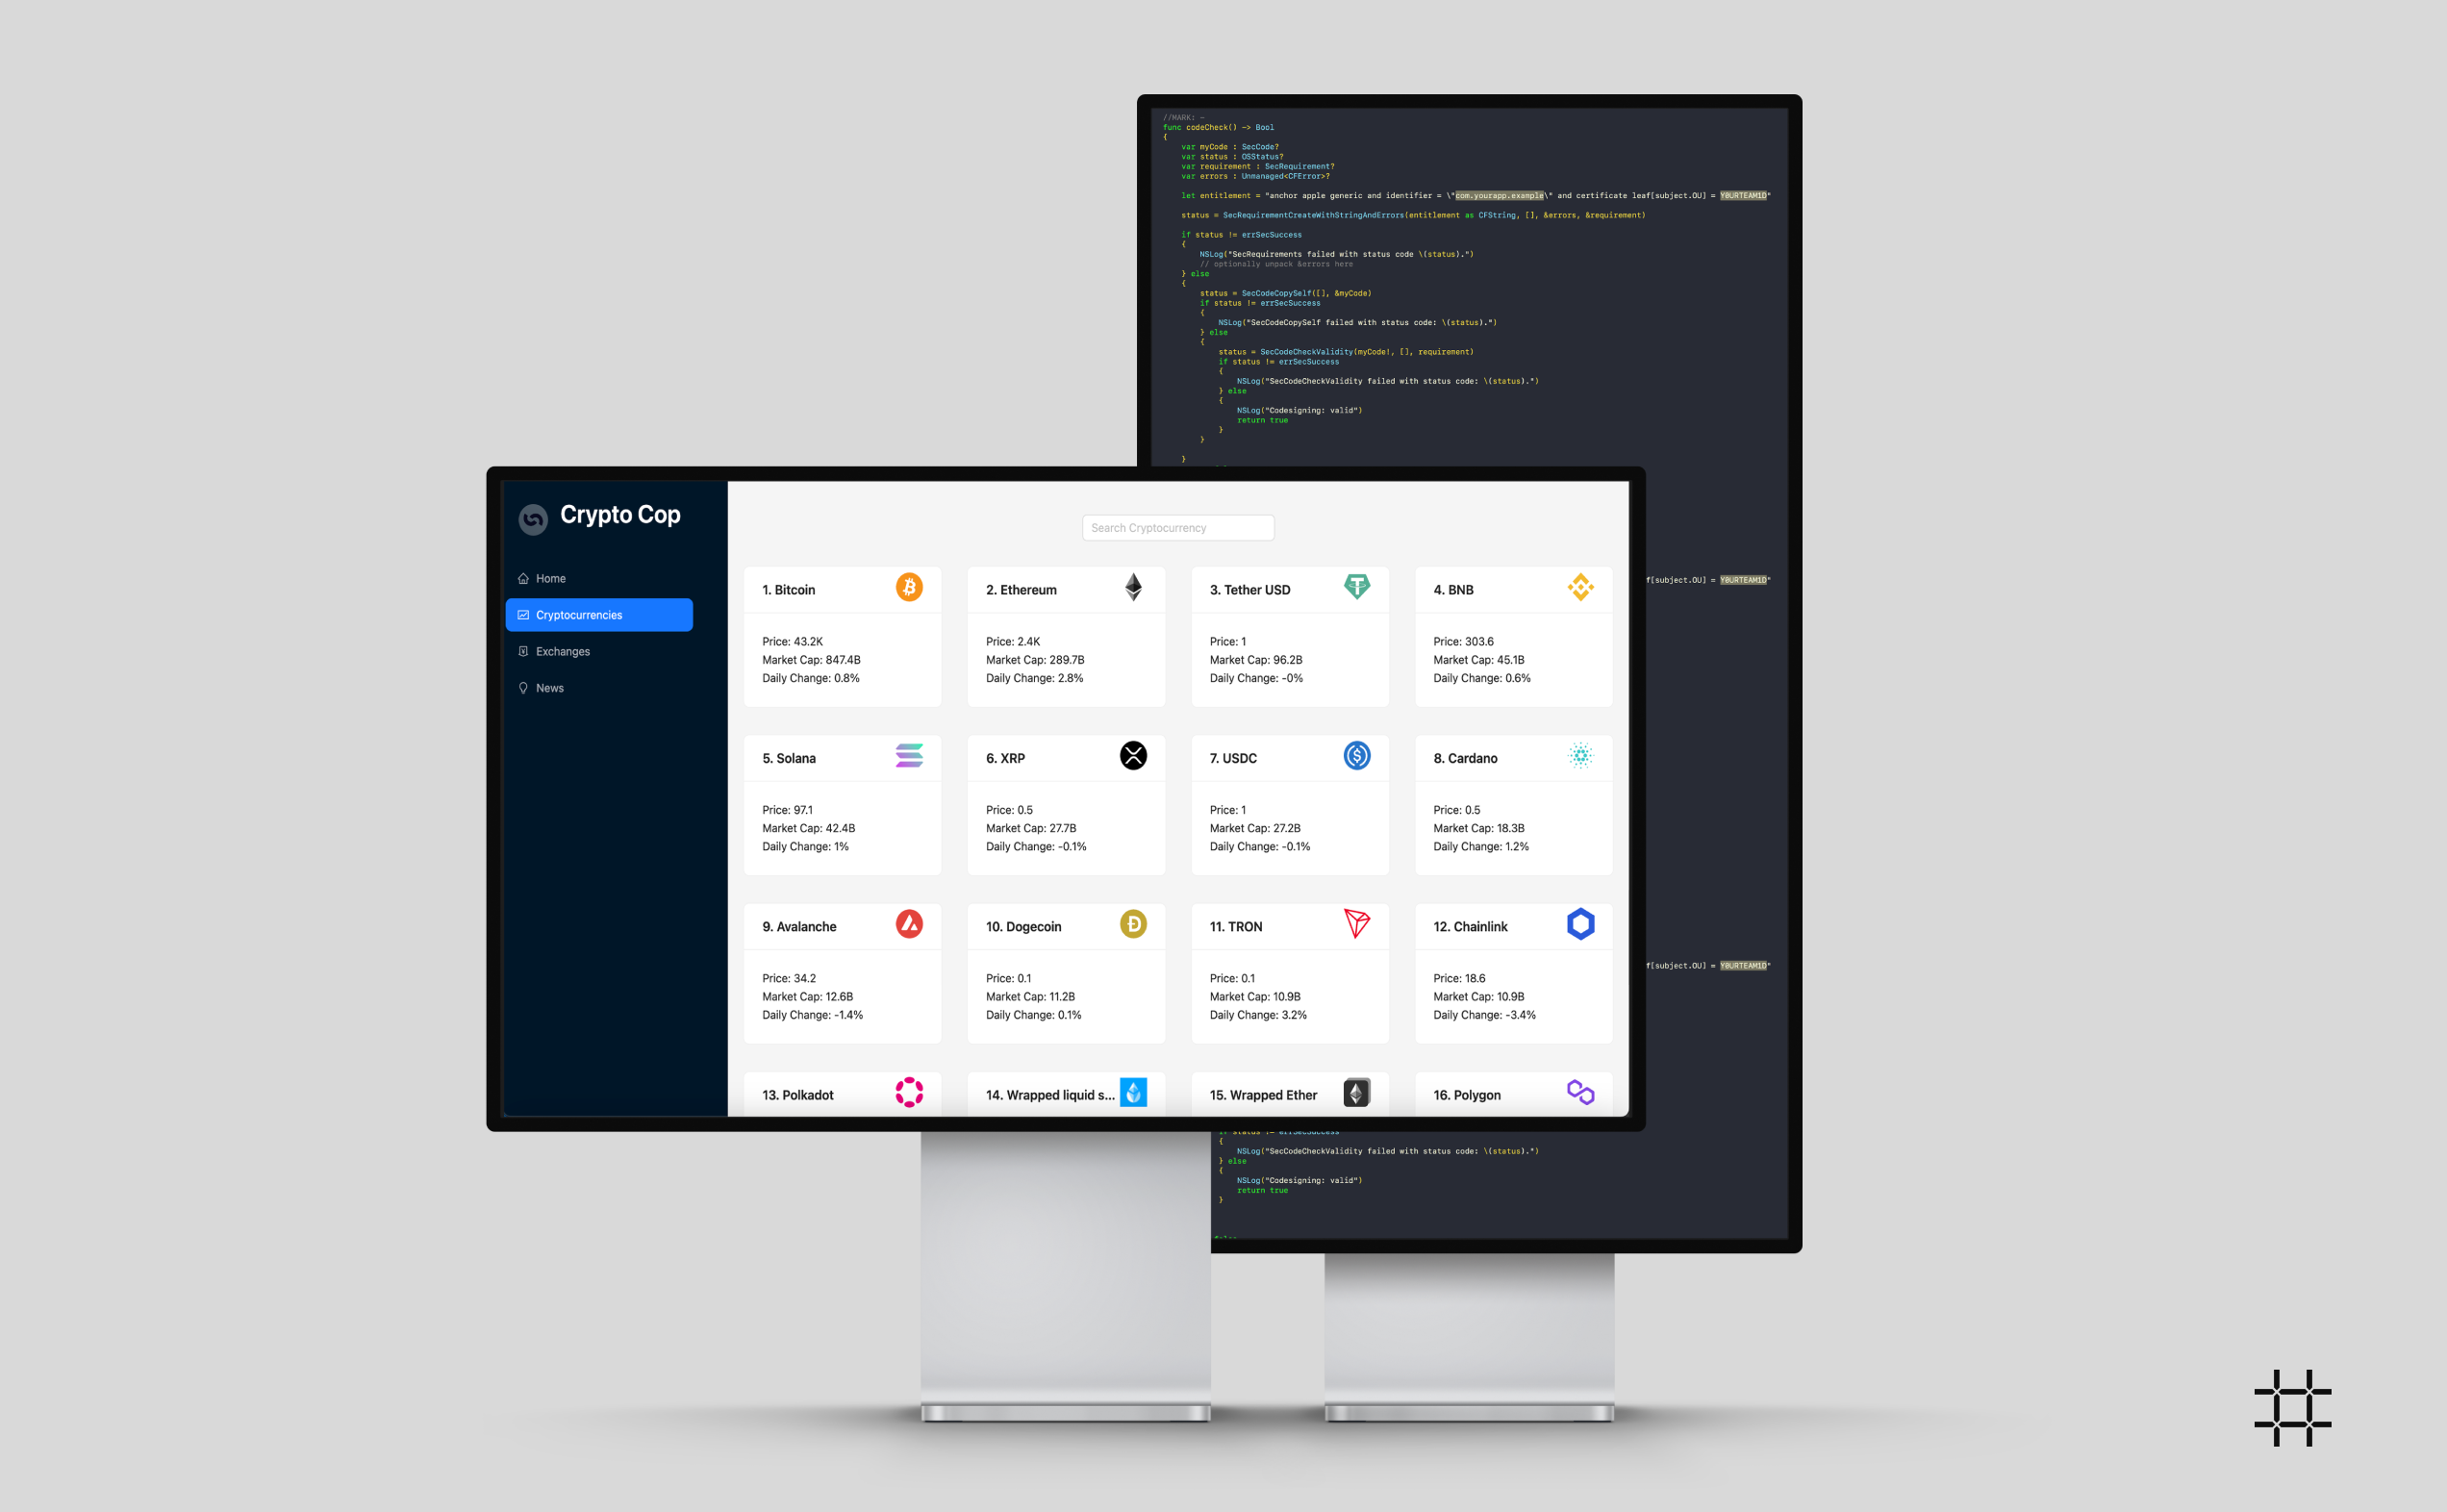 //MARK: -
func codeCheck() -> Bool
{
var myCode : SecCode?
var status : OSStatus?
var requirement : SecRequirement?
var errors : Unmanaged<CFError>?
let entitlement = "anchor apple generic and identifier = \"com.yourapp.example\" and certificate leaf[subject.OU] = Y0URTEAM1D"
status = SecRequirementCreateWithStringAndErrors(entitlement as CFString, [], &errors, &requirement)
if status != errSecSuccess
{
NSLog("SecRequirements failed with status code \(status).")
// optionally unpack &errors here
} else
{
status = SecCodeCopySelf([], &myCode)
if status != errSecSuccess
{
NSLog("SecCodeCopySelf failed with status code: \(status).")
} else
{
status = SecCodeCheckValidity(myCode!, [], requirement)
if status != errSecSuccess
{
NSLog("SecCodeCheckValidity failed with status code: \(status).")
} else
{
NSLog("Codesigning: valid")
return true
}
}
}
Crypto Cop
Home
Cryptocurrencies
Exchanges
News
Search Cryptocurrency
1. Bitcoin
Price: 43.2K
Market Cap: 847.4B
Daily Change: 0.8%
2. Ethereum
Price: 2.4K
Market Cap: 289.7B
Daily Change: 2.8%
3. Tether USD
Price: 1
Market Cap: 96.2B
Daily Change: -0%
4. BNB
Price: 303.6
Market Cap: 45.1B
Daily Change: 0.6%
5. Solana
Price: 97.1
Market Cap: 42.4B
Daily Change: 1%
6. XRP
Price: 0.5
Market Cap: 27.7B
Daily Change: -0.1%
7. USDC
Price: 1
Market Cap: 27.2B
Daily Change: -0.1%
8. Cardano
Price: 0.5
Market Cap: 18.3B
Daily Change: 1.2%
9. Avalanche
Price: 34.2
Market Cap: 12.6B
Daily Change: -1.4%
10. Dogecoin
Price: 0.1
Market Cap: 11.2B
Daily Change: 0.1%
11. TRON
Price: 0.1
Market Cap: 10.9B
Daily Change: 3.2%
12. Chainlink
Price: 18.6
Market Cap: 10.9B
Daily Change: -3.4%
13. Polkadot
14. Wrapped liquid s...
15. Wrapped Ether
16. Polygon
f[subject.OU] = Y0URTEAM1D"
f[subject.OU] = Y0URTEAM1D"
if status != errSecSuccess
{
NSLog("SecCodeCheckValidity failed with status code: \(status).")
} else
{
NSLog("Codesigning: valid")
return true
}